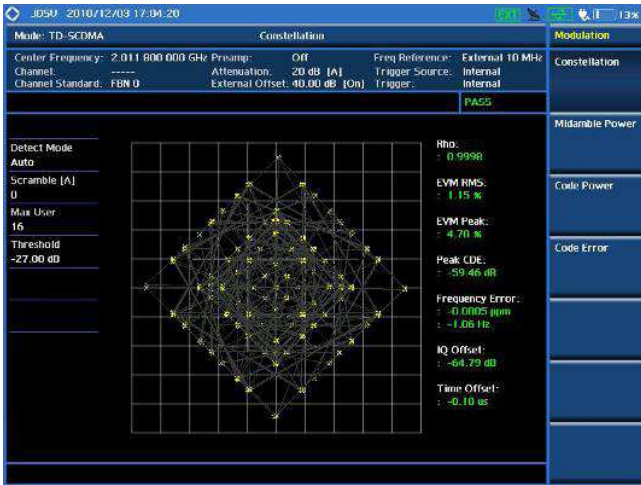 JDSU 2010/12/03 17:04:20
EXT
13%
Mode: TD-SCDMA
Constellation
Modulation
Center Frequency: 2.011 800 000 GHz Preamp: Off Freq Reference: External 10 MHz
Channel: ----- Attenuation: 20 dB [A] Trigger Source: Internal
Channel Standard: FBN 0 External Offset: 40.00 dB [On] Trigger: Internal
PASS
Constellation
Midamble Power
Code Power
Code Error
Detect Mode
Auto
Scramble [A]
0
Max User
16
Threshold
-27.00 dB
Rho:
: 0.9998
EVM RMS:
: 1.15 %
EVM Peak:
: 4.70 %
Peak CDE:
: -59.46 dB
Frequency Error:
: -0.0005 ppm
: -1.06 Hz
IQ Offset:
: -64.79 dB
Time Offset:
: -0.10 us